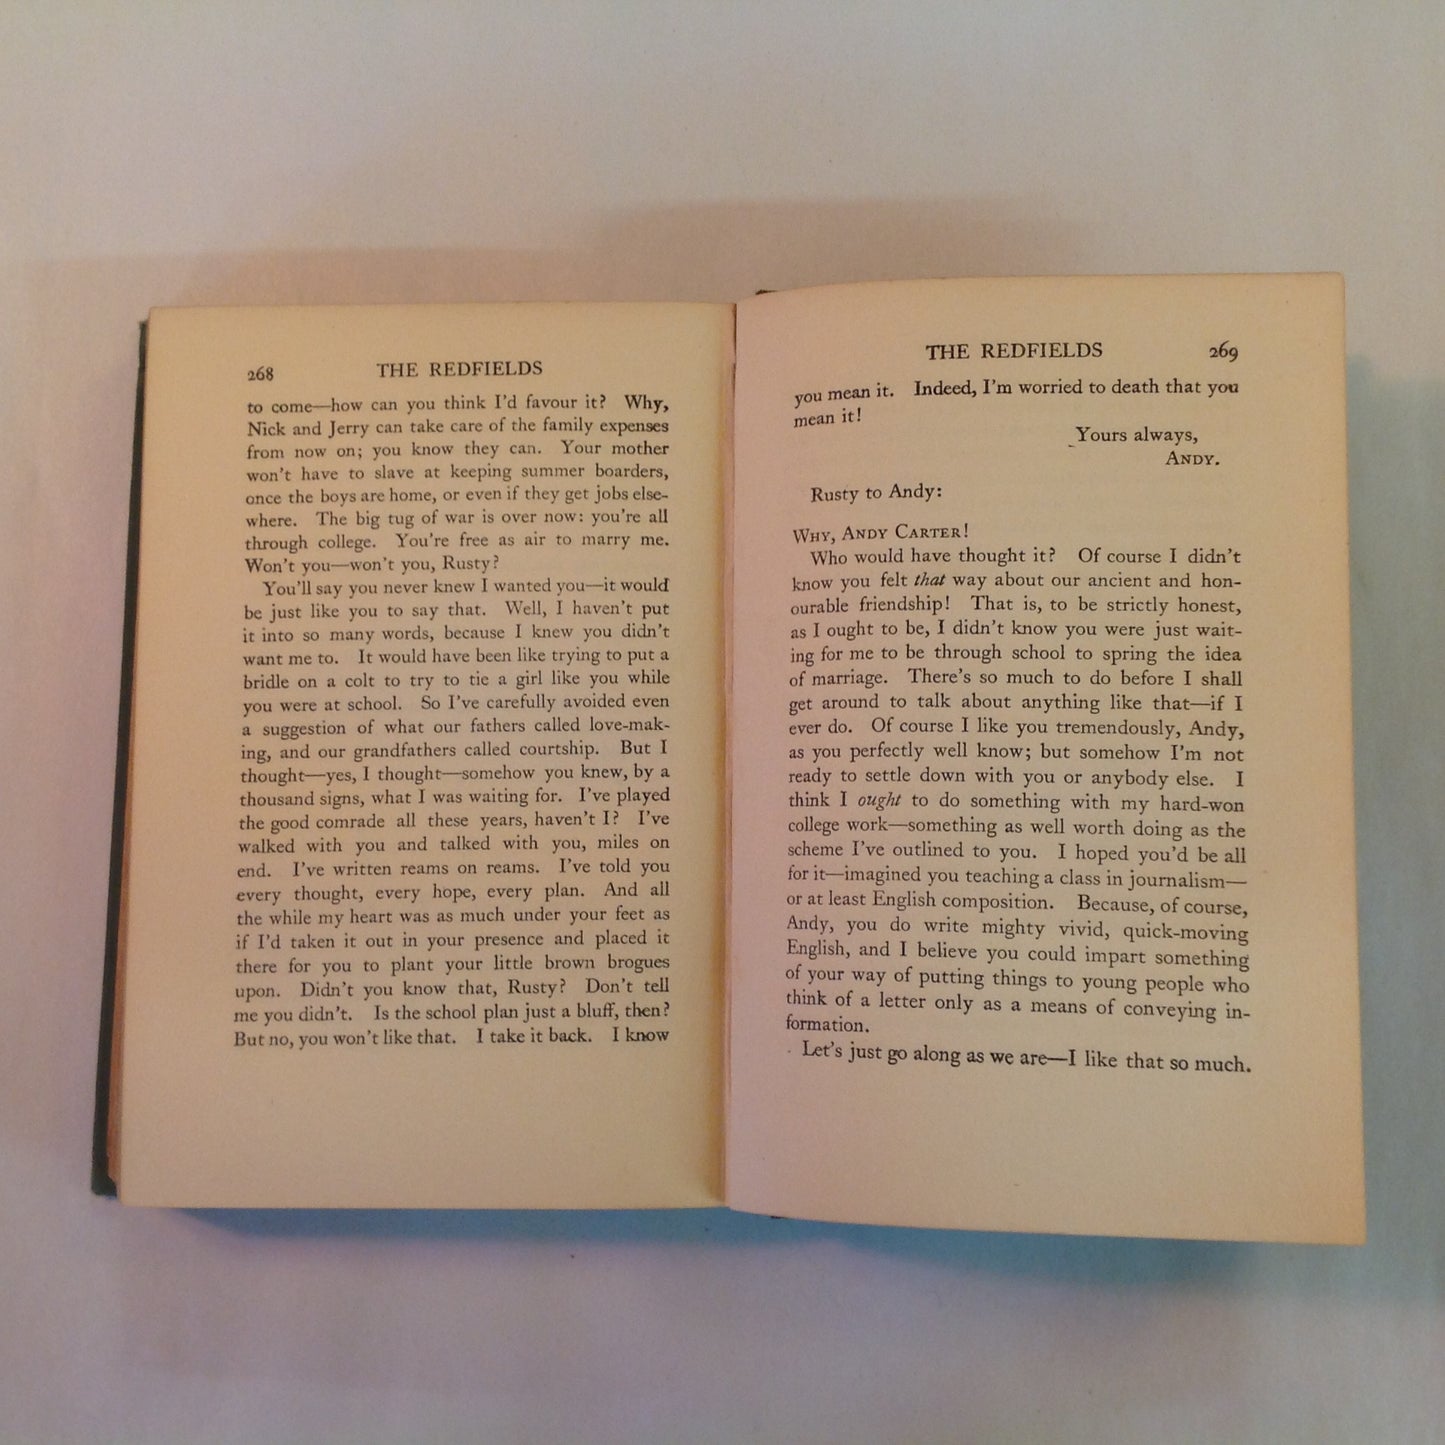 268
THE REDFIELDS
to come—how can you think I'd favour it? Why,
Nick and Jerry can take care of the family expenses
from now on; you know they can. Your mother
won't have to slave at keeping summer boarders,
once the boys are home, or even if they get jobs else-
where. The big tug of war is over now: you're all
through college. You're free as air to marry me.
Won't you—won't you, Rusty?
You'll say you never knew I wanted you—it would
be just like you to say that. Well, I haven't put
it into so many words, because I knew you didn't
want me to. It would have been like trying to put a
bridle on a colt to try to tie a girl like you while
you were at school. So I've carefully avoided even
a suggestion of what our fathers called love-mak-
ing, and our grandfathers called courtship. But I
thought—yes, I thought—somehow you knew, by a
thousand signs, what I was waiting for. I've played
the good comrade all these years, haven't I? I've
walked with you and talked with you, miles on
end. I've written reams on reams. I've told you
every thought, every hope, every plan. And all
the while my heart was as much under your feet as
if I'd taken it out in your presence and placed it
there for you to plant your little brown brogues
upon. Didn't you know that, Rusty? Don't tell
me you didn't. Is the school plan just a bluff, then?
But no, you won't like that. I take it back. I know
THE REDFIELDS
269
you mean it. Indeed, I'm worried to death that you
mean it!
Yours always,
ANDY.
Rusty to Andy:
WHY, ANDY CARTER!
Who would have thought it? Of course I didn't
know you felt that way about our ancient and hon-
ourable friendship! That is, to be strictly honest,
as I ought to be, I didn't know you were just wait-
ing for me to be through school to spring the idea
of marriage. There's so much to do before I shall
get around to talk about anything like that—if I
ever do. Of course I like you tremendously, Andy,
as you perfectly well know; but somehow I'm not
ready to settle down with you or anybody else. I
think I ought to do something with my hard-won
college work—something as well worth doing as the
scheme I've outlined to you. I hoped you'd be all
for it—imagined you teaching a class in journalism—
or at least English composition. Because, of course,
Andy, you do write mighty vivid, quick-moving
English, and I believe you could impart something
of your way of putting things to young people who
think of a letter only as a means of conveying in-
formation.
Let's just go along as we are—I like that so much.